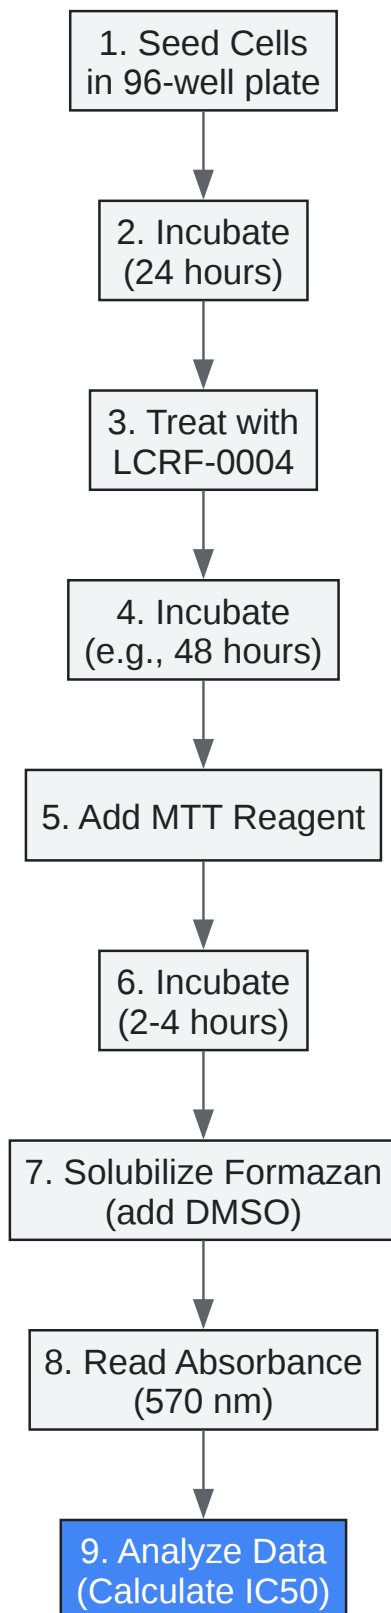 1. Seed Cells
in 96-well plate
2. Incubate
(24 hours)
3. Treat with
LCRF-0004
4. Incubate
(e.g., 48 hours)
5. Add MTT Reagent
6. Incubate
(2-4 hours)
7. Solubilize Formazan
(add DMSO)
8. Read Absorbance
(570 nm)
9. Analyze Data
(Calculate IC50)